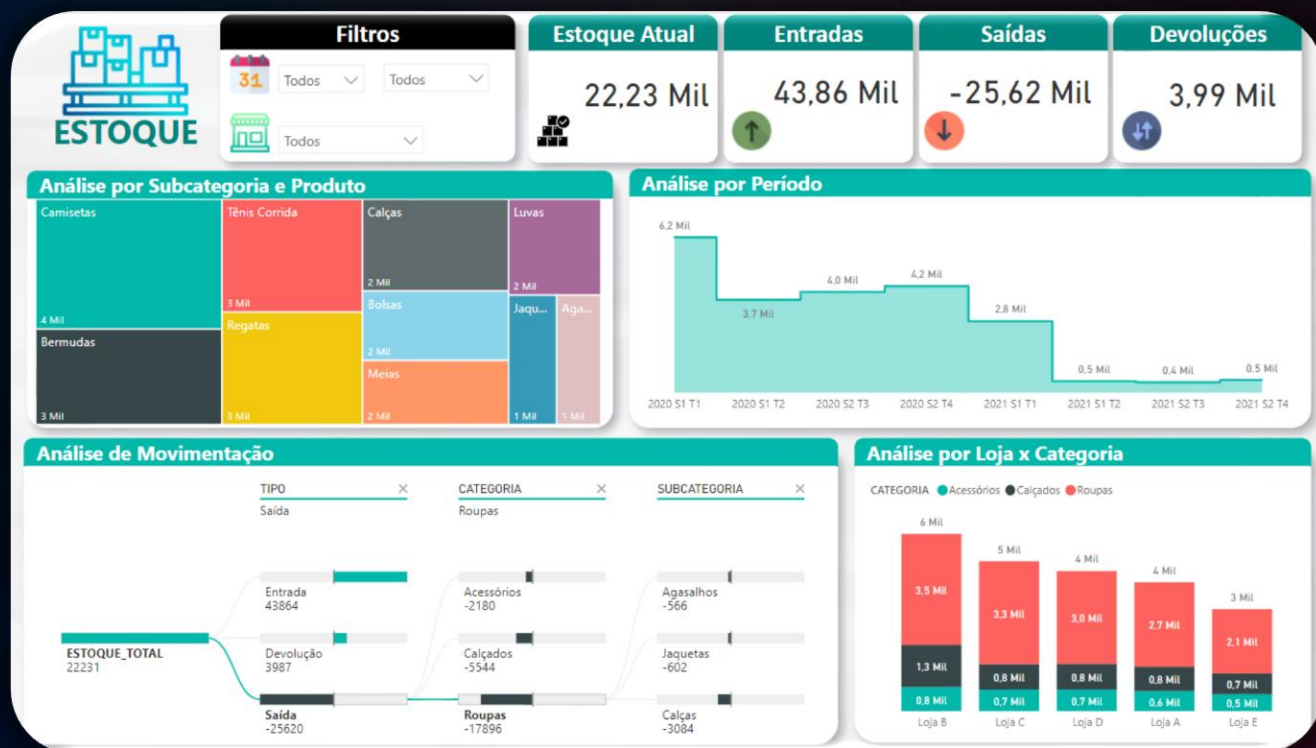 ESTOQUE
Filtros
31
Todos
Todos
Todos
Estoque Atual
22,23 Mil
Entradas
43,86 Mil
Saídas
-25,62 Mil
Devoluções
3,99 Mil
Análise por Subcategoria e Produto
Camisetas
4 Mil
Bermudas
3 Mil
Tênis Corrida
3 Mil
Regatas
3 Mil
Calças
2 Mil
Bolsas
2 Mil
Meias
2 Mil
Luvas
2 Mil
Jaqu...
1 Mil
Aga...
1 Mil
Análise por Período
6,2 Mil
3,7 Mil
4,0 Mil
4,2 Mil
2,8 Mil
0,5 Mil
0,4 Mil
0,5 Mil
2020 S1 T1
2020 S1 T2
2020 S2 T3
2020 S2 T4
2021 S1 T1
2021 S1 T2
2021 S2 T3
2021 S2 T4
Análise de Movimentação
TIPO
Saída
CATEGORIA
Roupas
SUBCATEGORIA
ESTOQUE_TOTAL
22231
Entrada
43864
Devolução
3987
Saída
-25620
Acessórios
-2180
Calçados
-5544
Roupas
-17896
Agasalhos
-566
Jaquetas
-602
Calças
-3084
Análise por Loja x Categoria
CATEGORIA Acessórios Calçados Roupas
6 Mil
3,5 Mil
1,3 Mil
0,8 Mil
Loja B
5 Mil
3,3 Mil
0,8 Mil
0,7 Mil
Loja C
4 Mil
3,0 Mil
0,8 Mil
0,7 Mil
Loja D
4 Mil
2,7 Mil
0,8 Mil
0,6 Mil
Loja A
3 Mil
2,1 Mil
0,7 Mil
0,5 Mil
Loja E